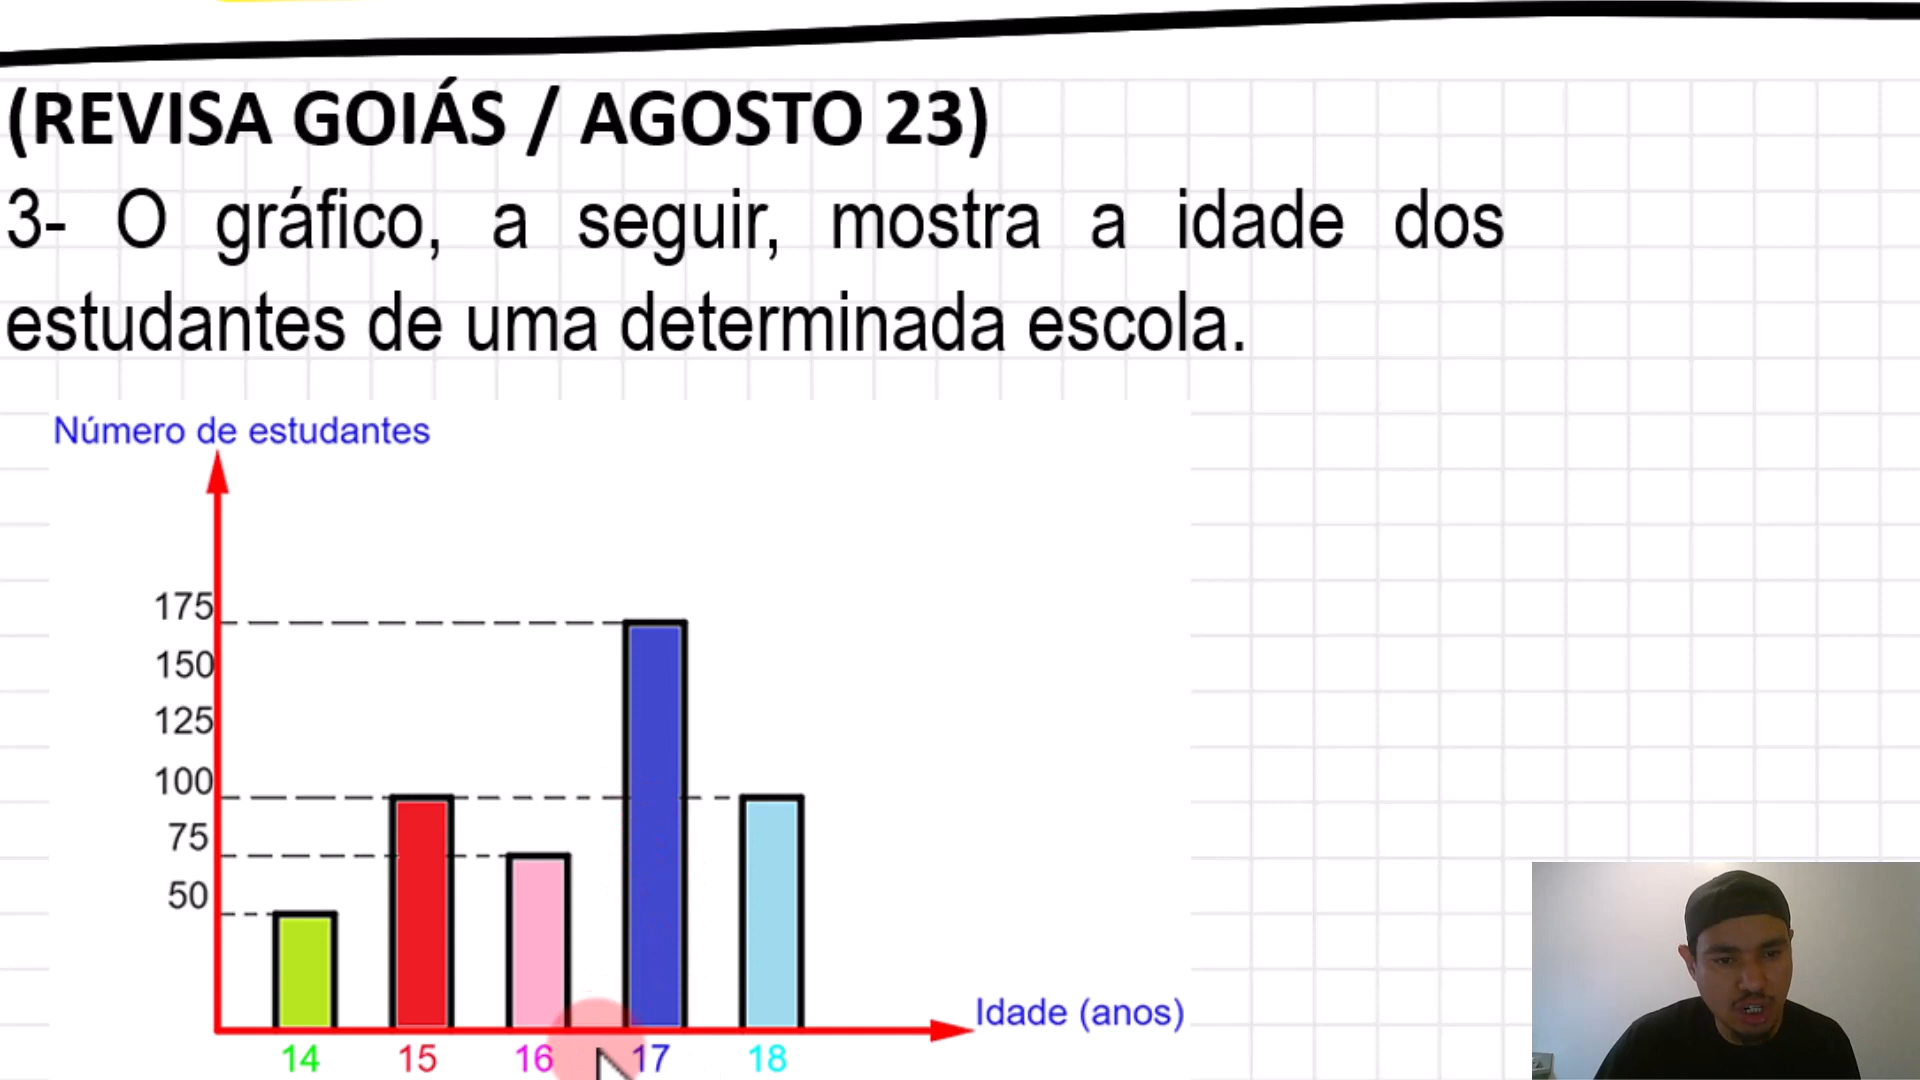 (REVISA GOIÁS / AGOSTO 23)
3- O gráfico, a seguir, mostra a idade dos
estudantes de uma determinada escola.
Número de estudantes
175
150
125
100
75
50
Idade (anos)
14 15 16 17 18